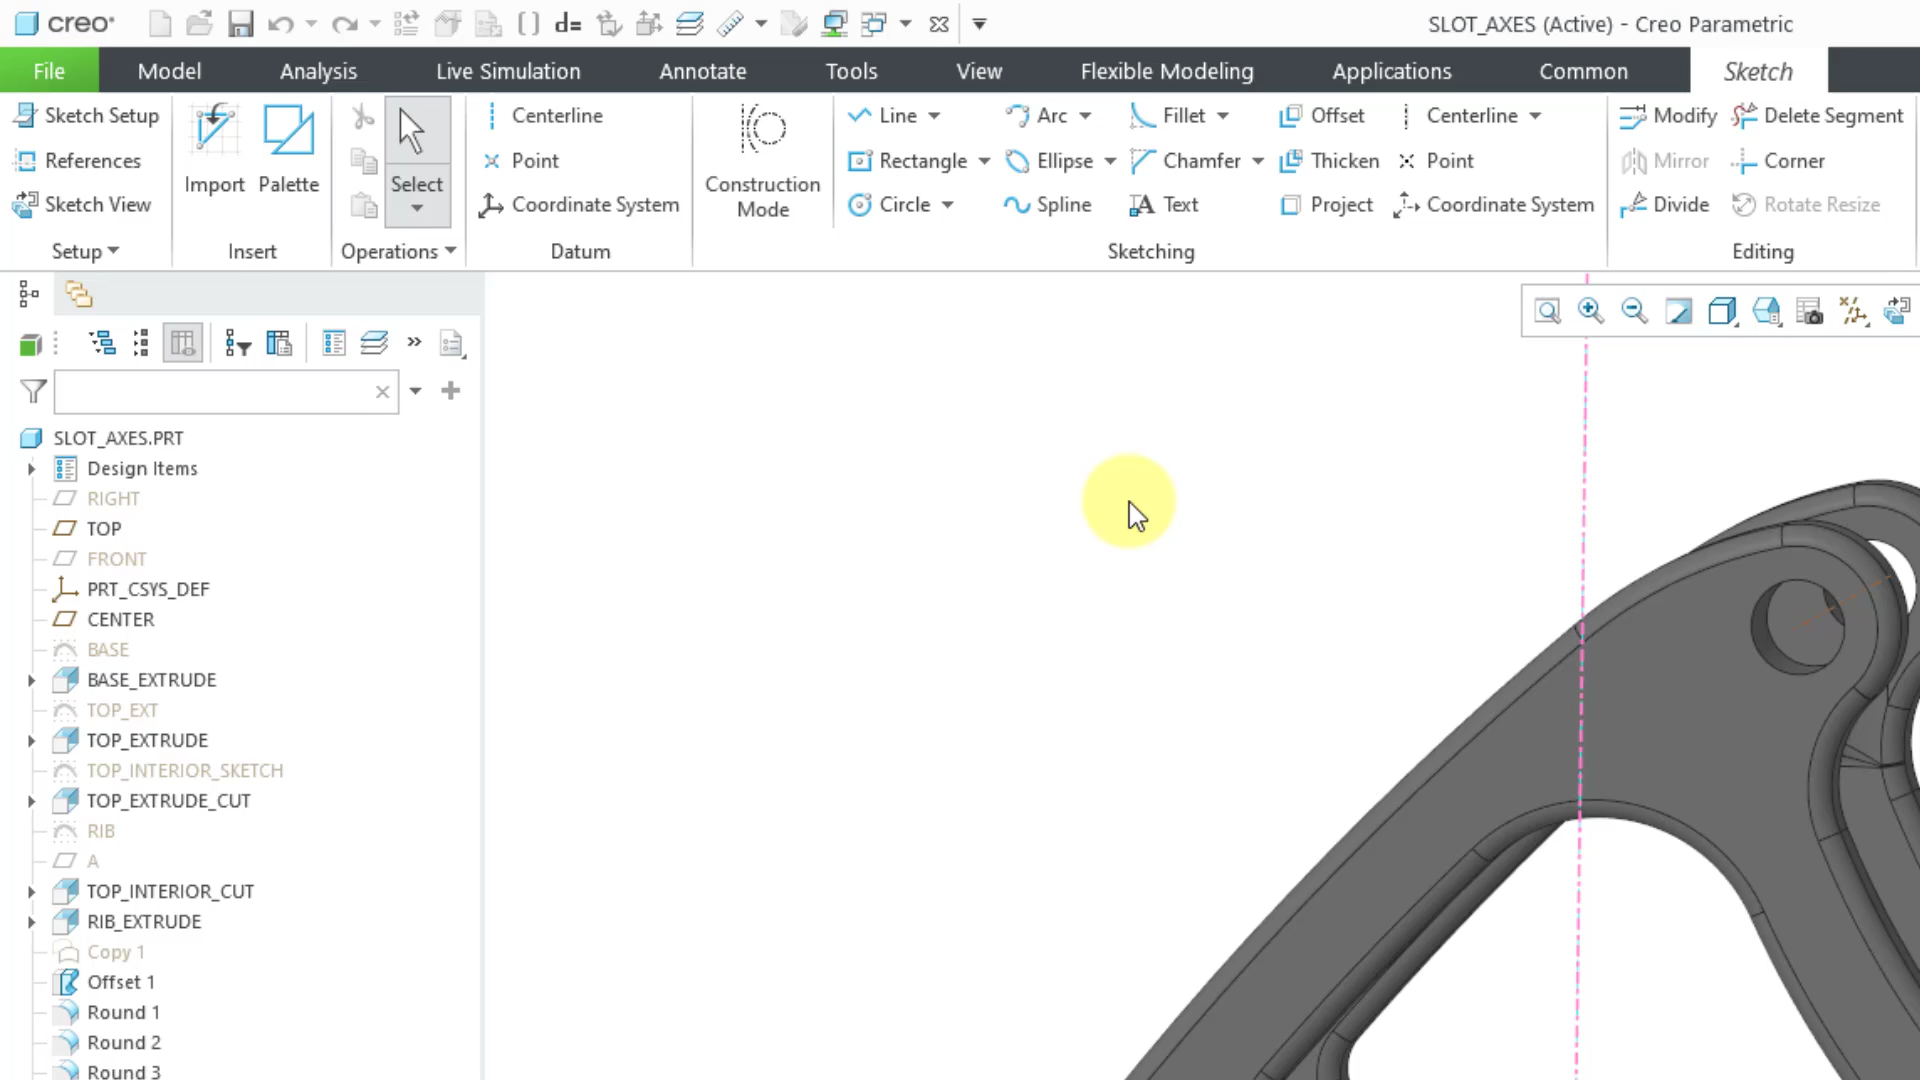 creo
d=
SLOT_AXES (Active) - Creo Parametric
File
Model
Analysis
Live Simulation
Annotate
Tools
View
Flexible Modeling
Applications
Common
Sketch
Sketch Setup
References
Sketch View
Setup
Import
Palette
Insert
Select
Operations
Centerline
Point
Coordinate System
Datum
Construction
Mode
Line
Arc
Fillet
Offset
Centerline
Rectangle
Ellipse
Chamfer
Thicken
Point
Circle
Spline
Text
Project
Coordinate System
Sketching
Modify
Delete Segment
Mirror
Corner
Divide
Rotate Resize
Editing
SLOT_AXES.PRT
Design Items
RIGHT
TOP
FRONT
PRT_CSYS_DEF
CENTER
BASE
BASE_EXTRUDE
TOP_EXT
TOP_EXTRUDE
TOP_INTERIOR_SKETCH
TOP_EXTRUDE_CUT
RIB
A
TOP_INTERIOR_CUT
RIB_EXTRUDE
Copy 1
Offset 1
Round 1
Round 2
Round 3